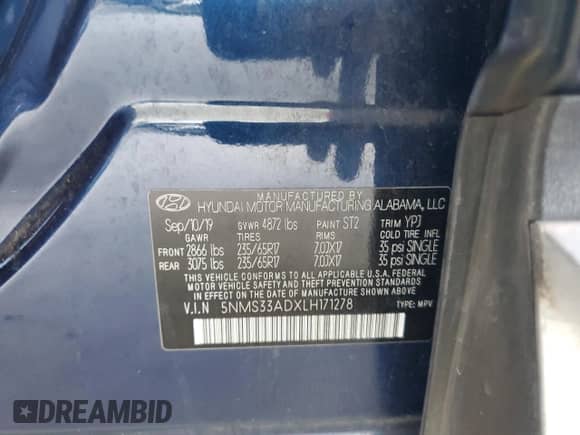 MANUFACTURED BY
HYUNDAI MOTOR MANUFACTURING ALABAMA, LLC
Sep/10/19 GVWR 4872 lbs PAINT ST2 TRIM YPJ
GAWR TIRES RIMS COLD TIRE INFL
FRONT 2866 lbs 235/65R17 7.0JX17 35 psi SINGLE
REAR 3075 lbs 235/65R17 7.0JX17 35 psi SINGLE
THIS VEHICLE CONFORMS TO ALL APPLICABLE U.S. FEDERAL
MOTOR VEHICLE SAFETY AND THEFT PREVENTION STANDARDS
IN EFFECT ON THE DATE OF MANUFACTURE SHOWN ABOVE.
V.I.N 5NMS33ADXLH171278 TYPE: MPV
DREAMBID